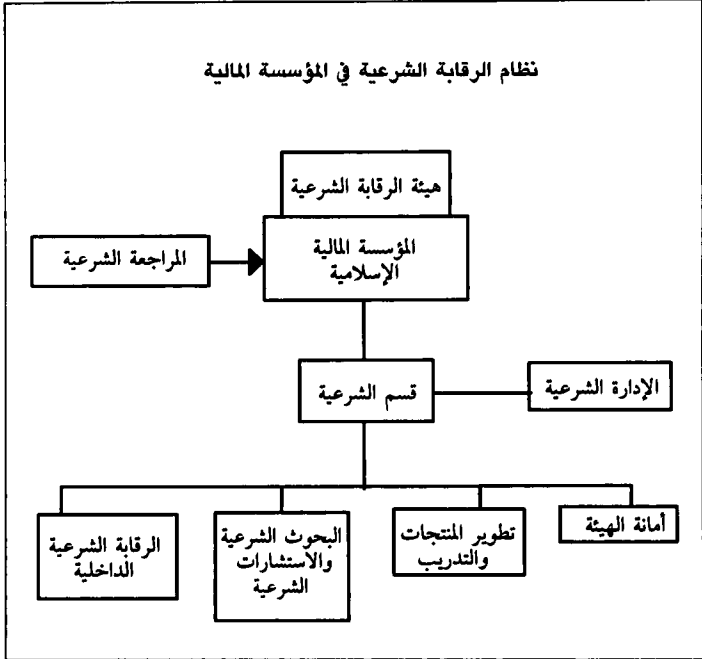 نظام الرقابة الشرعية في المؤسسة المالية
هيئة الرقابة الشرعية
المؤسسة المالية
الإسلامية
المراجعة الشرعية
قسم الشرعية
الإدارة الشرعية
أمانة الهيئة
تطوير المنتجات
والتدريب
البحوث الشرعية
والاستشارات
الشرعية
الرقابة الشرعية
الداخلية